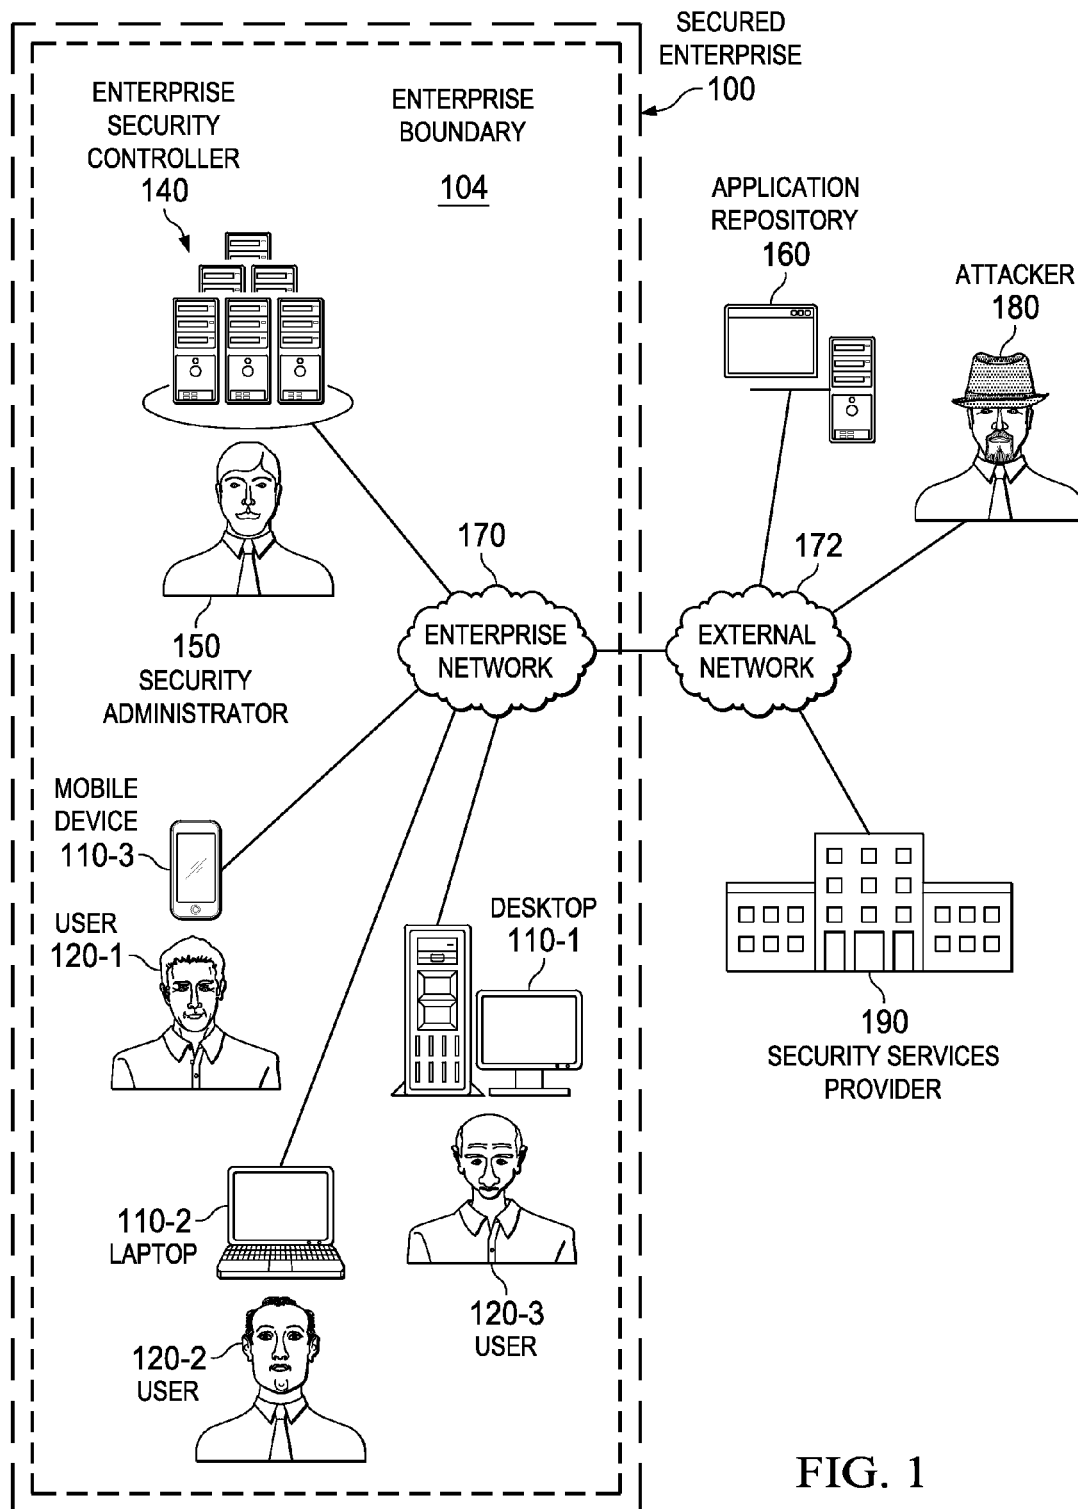 SECURED
ENTERPRISE
100
ENTERPRISE
SECURITY
CONTROLLER
140
ENTERPRISE
BOUNDARY
104
APPLICATION
REPOSITORY
160
ATTACKER
180
170
ENTERPRISE
NETWORK
172
EXTERNAL
NETWORK
150
SECURITY
ADMINISTRATOR
MOBILE
DEVICE
110-3
USER
120-1
DESKTOP
110-1
190
SECURITY SERVICES
PROVIDER
110-2
LAPTOP
120-3
USER
120-2
USER
FIG. 1